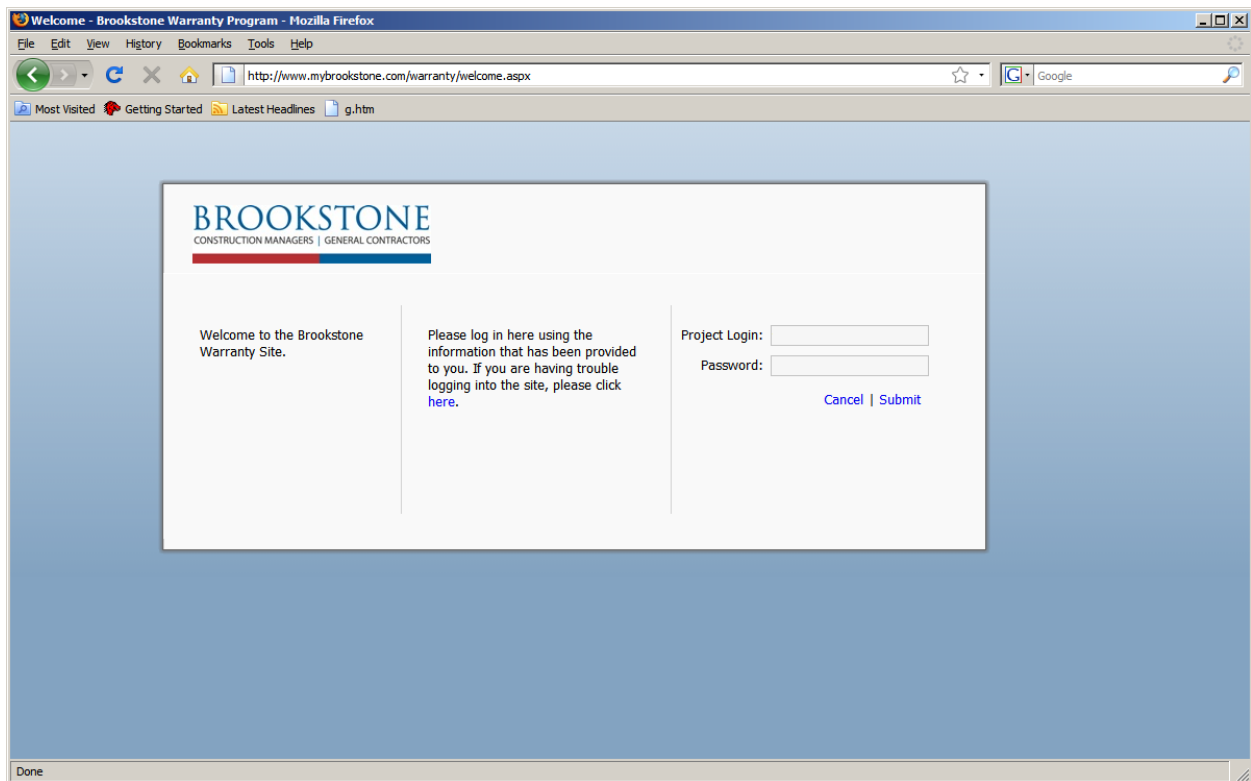 Welcome - Brookstone Warranty Program - Mozilla Firefox
File Edit View History Bookmarks Tools Help
http://www.mybrookstone.com/warranty/welcome.aspx
G Google
Most Visited Getting Started Latest Headlines g.htm
BROOKSTONE
CONSTRUCTION MANAGERS | GENERAL CONTRACTORS
Welcome to the Brookstone
Warranty Site.
Please log in here using the
information that has been provided
to you. If you are having trouble
logging into the site, please click
here.
Project Login:
Password:
Cancel | Submit
Done